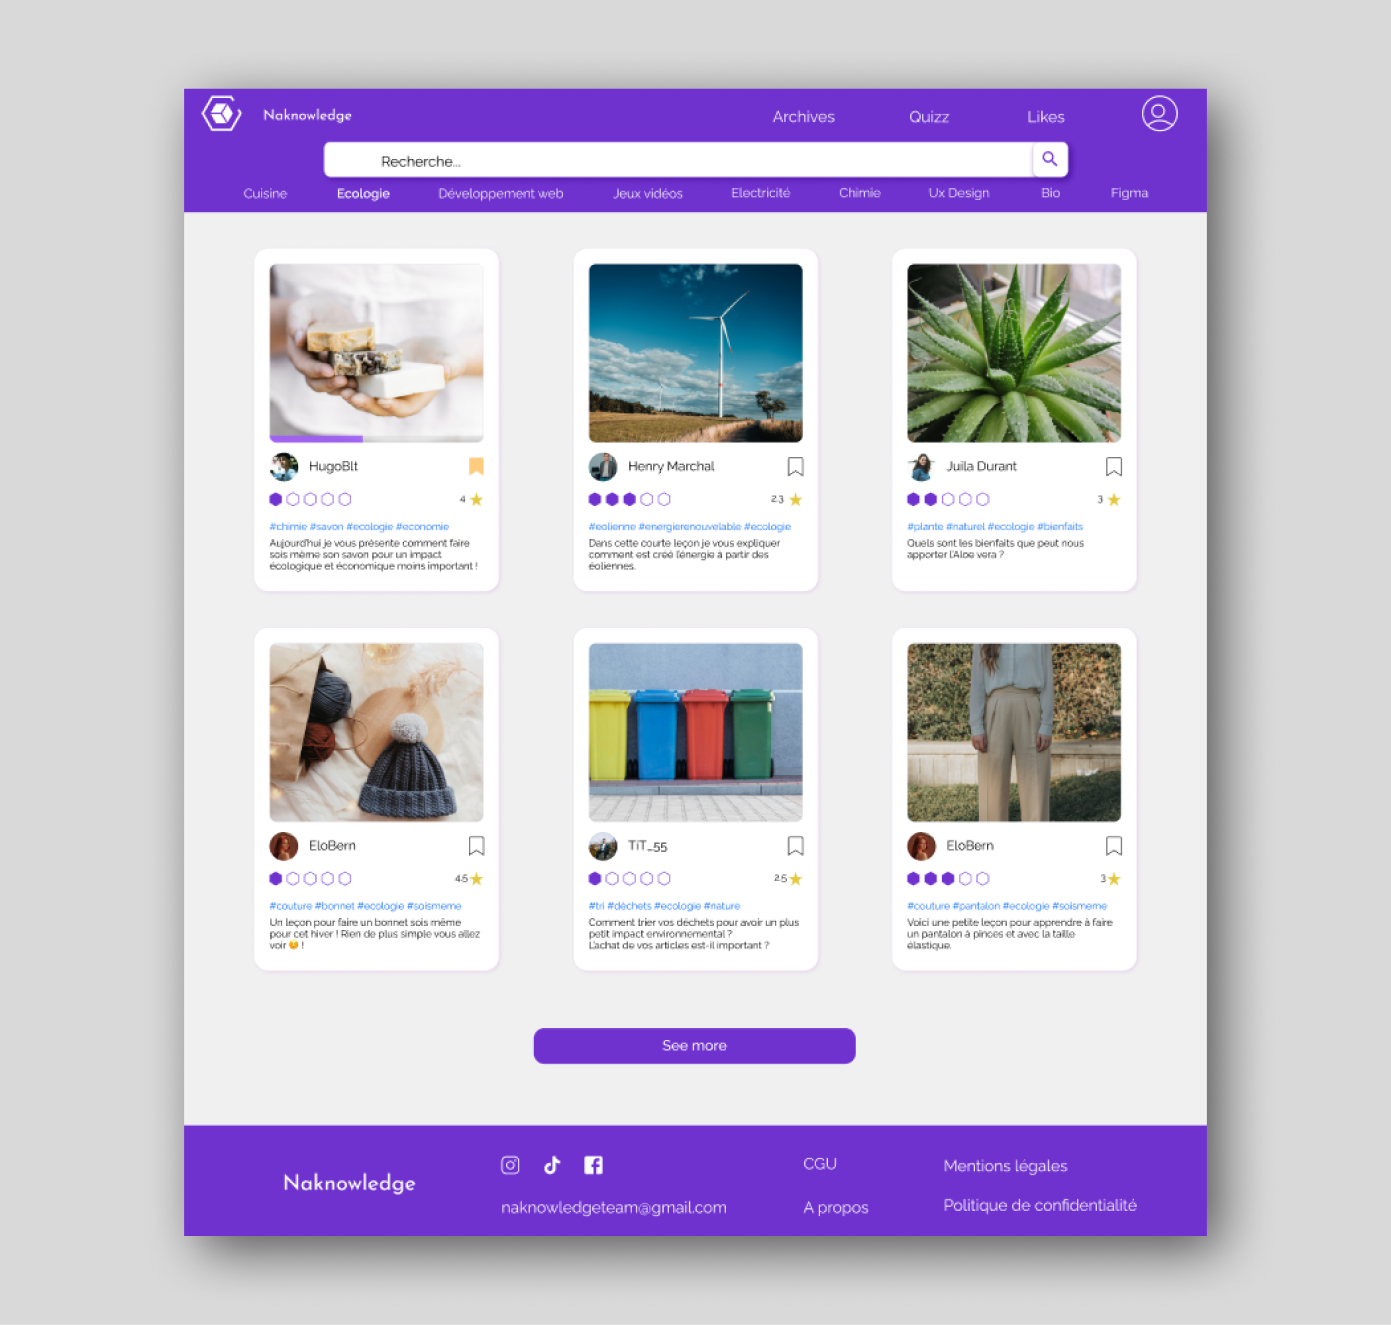 Naknowledge
Archives
Quizz
Likes
Recherche...
Cuisine
Ecologie
Développement web
Jeux vidéos
Electricité
Chimie
Ux Design
Bio
Figma
HugoBlt
4
#chimie #savon #ecologie #economie
Aujourd'hui je vous présente comment faire
sois même son savon pour un impact
écologique et économique moins important !
Henry Marchal
2.3
#eolienne #energierenouvelable #ecologie
Dans cette courte leçon je vous expliquer
comment est créé l'énergie à partir des
éoliennes.
Juila Durant
3
#plante #naturel #ecologie #bienfaits
Quels sont les bienfaits que peut nous
apporter l'Aloe vera ?
EloBern
4.5
#couture #bonnet #ecologie #soismeme
Un leçon pour faire un bonnet sois même
pour cet hiver ! Rien de plus simple vous allez
voir 😊 !
TiT_55
2.5
#tri #déchets #ecologie #nature
Comment trier vos déchets pour avoir un plus
petit impact environnemental ?
L'achat de vos articles est-il important ?
EloBern
3
#couture #pantalon #ecologie #soismeme
Voici une petite leçon pour apprendre à faire
un pantalon à pinces et avec la taille
élastique.
See more
Naknowledge
naknowledgeteam@gmail.com
CGU
A propos
Mentions légales
Politique de confidentialité